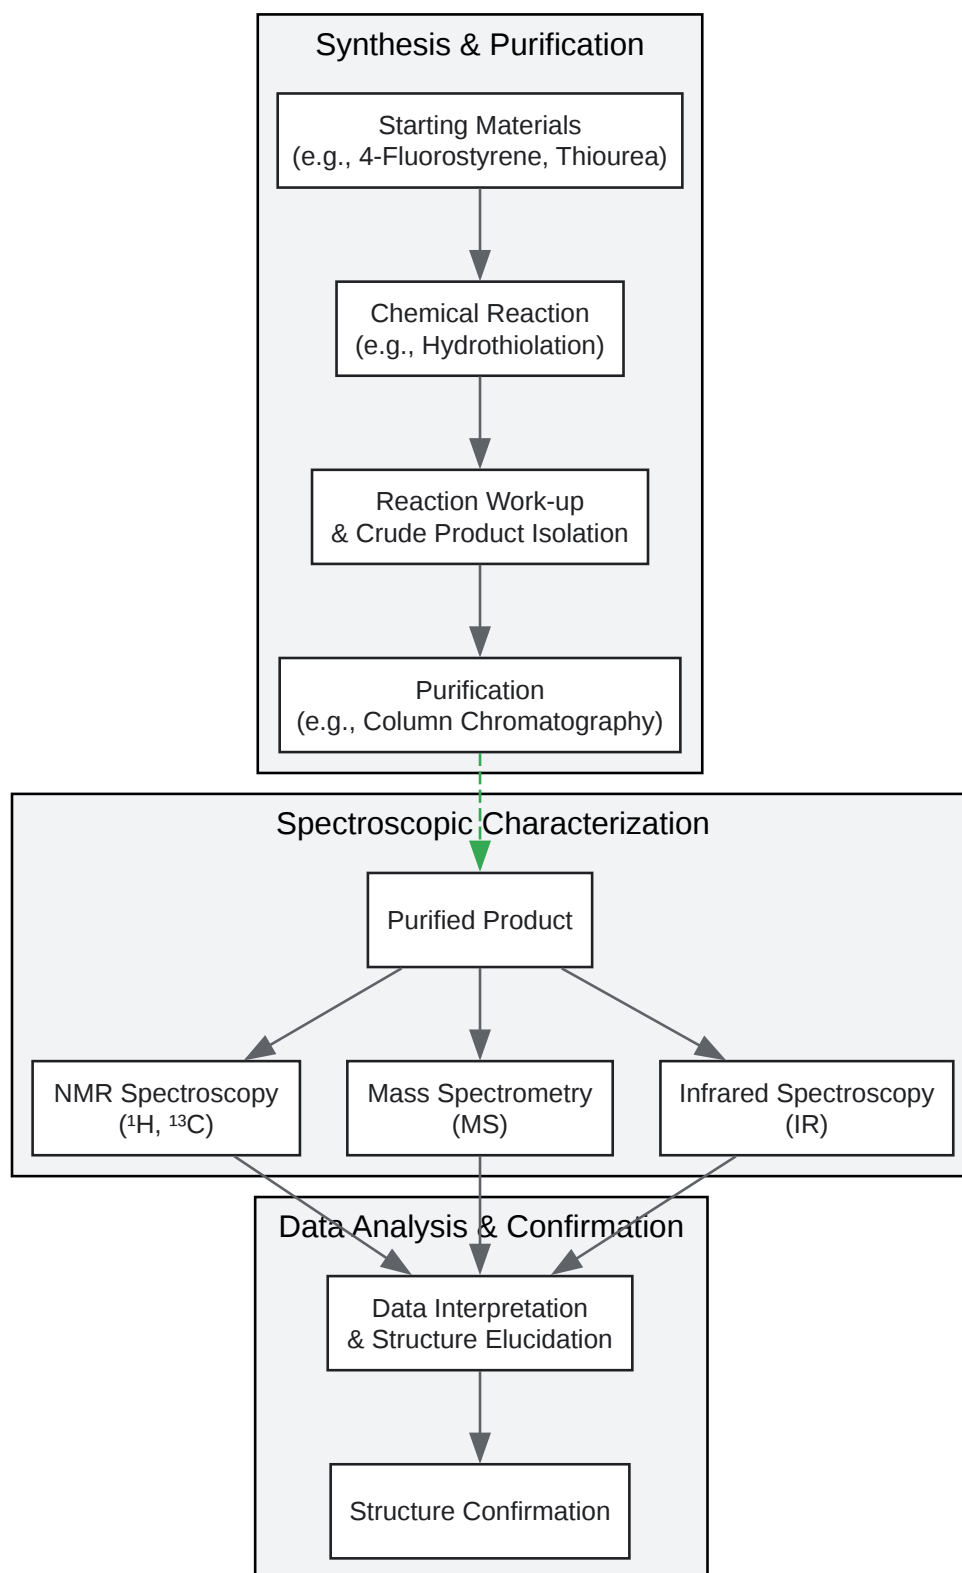 Synthesis & Purification
Starting Materials
(e.g., 4-Fluorostyrene, Thiourea)
Chemical Reaction
(e.g., Hydrothiolation)
Reaction Work-up
& Crude Product Isolation
Purification
(e.g., Column Chromatography)
Spectroscopic Characterization
Purified Product
NMR Spectroscopy
(¹H, ¹³C)
Mass Spectrometry
(MS)
Infrared Spectroscopy
(IR)
Data Analysis & Confirmation
Data Interpretation
& Structure Elucidation
Structure Confirmation